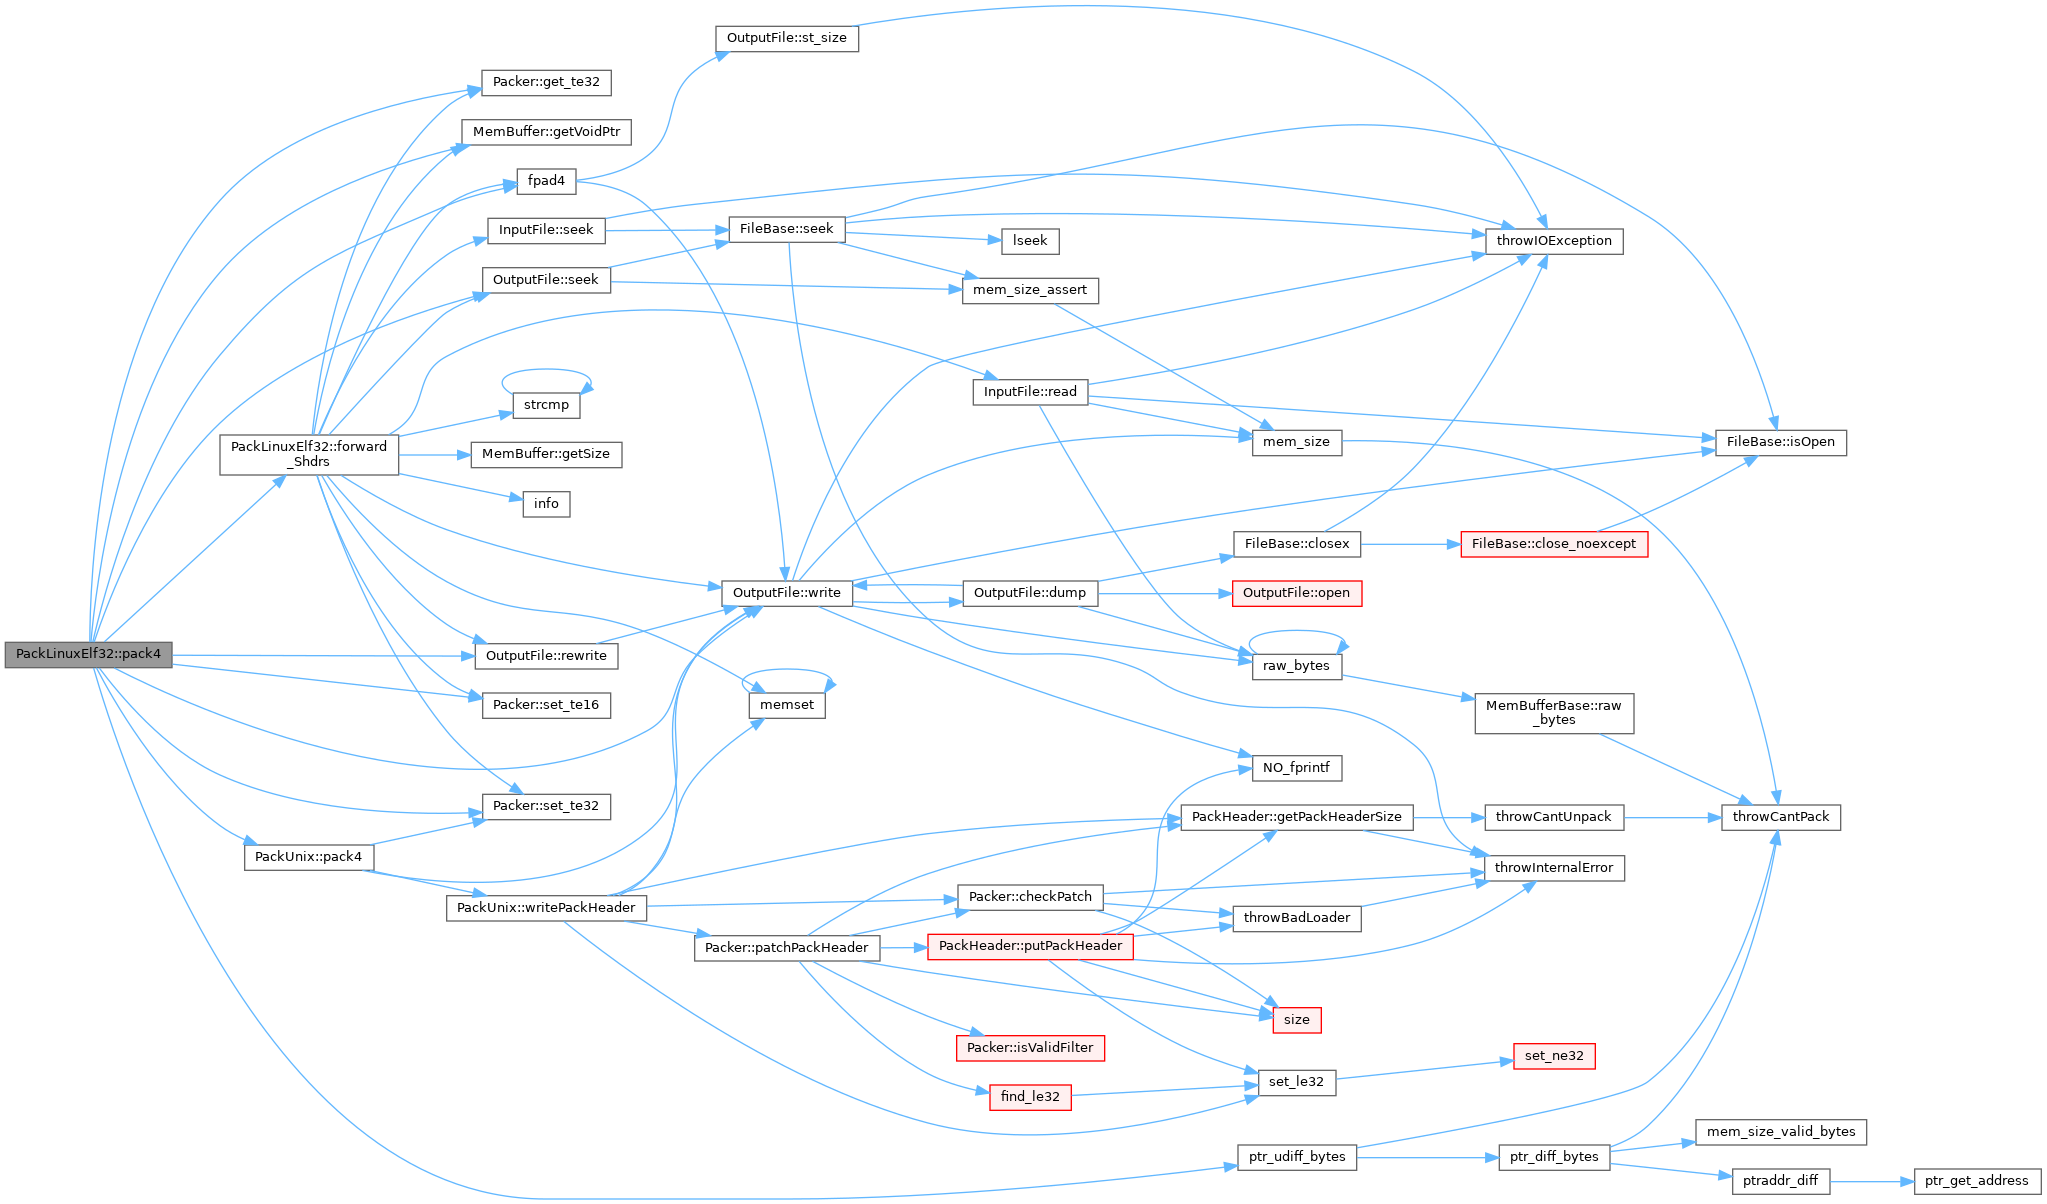 OutputFile::st_size
Packer::get_te32
MemBuffer::getVoidPtr
fpad4
InputFile::seek
FileBase::seek
throwIOException
lseek
OutputFile::seek
mem_size_assert
InputFile::read
strcmp
mem_size
FileBase::isOpen
PackLinuxElf32::forward
_Shdrs
MemBuffer::getSize
info
FileBase::closex
FileBase::close_noexcept
OutputFile::write
OutputFile::dump
OutputFile::open
PackLinuxElf32::pack4
OutputFile::rewrite
raw_bytes
Packer::set_te16
memset
MemBufferBase::raw
_bytes
NO_fprintf
Packer::set_te32
PackHeader::getPackHeaderSize
throwCantUnpack
throwCantPack
PackUnix::pack4
throwInternalError
PackUnix::writePackHeader
Packer::checkPatch
throwBadLoader
Packer::patchPackHeader
PackHeader::putPackHeader
size
Packer::isValidFilter
set_ne32
find_le32
set_le32
mem_size_valid_bytes
ptr_udiff_bytes
ptr_diff_bytes
ptraddr_diff
ptr_get_address